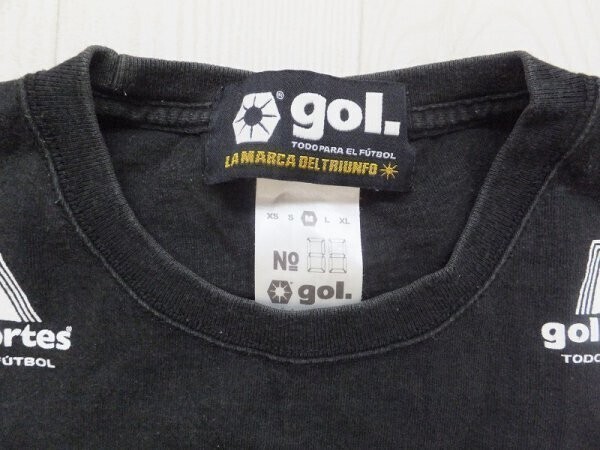 gol.
TODO PARA EL FÚTBOL
LA MARCA DEL TRIUNFO
XS S M L XL
Nº
gol.
ortes
FÚTBOL
gol
TODO